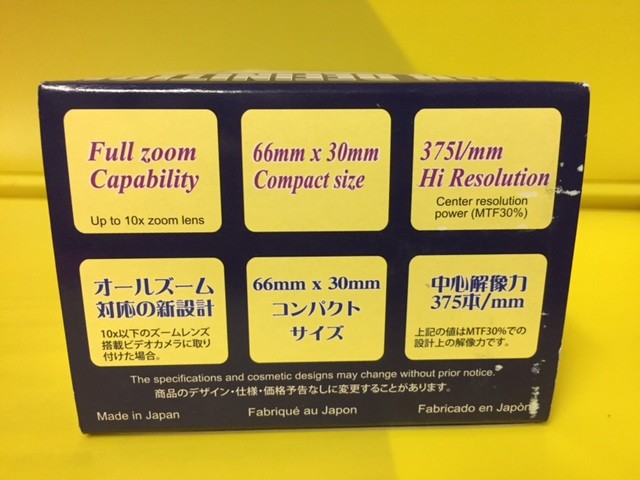 Full zoom
Capability
Up to 10x zoom lens
66mm x 30mm
Compact size
375l/mm
Hi Resolution
Center resolution
power (MTF30%)
オールズーム
対応の新設計
10x以下のズームレンズ
搭載ビデオカメラに取り
付けた場合。
66mm x 30mm
コンパクト
サイズ
中心解像力
375本/mm
上記の値はMTF30%での
設計上の解像力です。
The specifications and cosmetic designs may change without prior notice.
商品のデザイン・仕様・価格予告なしに変更することがあります。
Made in Japan
Fabriqué au Japon
Fabricado en Japòn